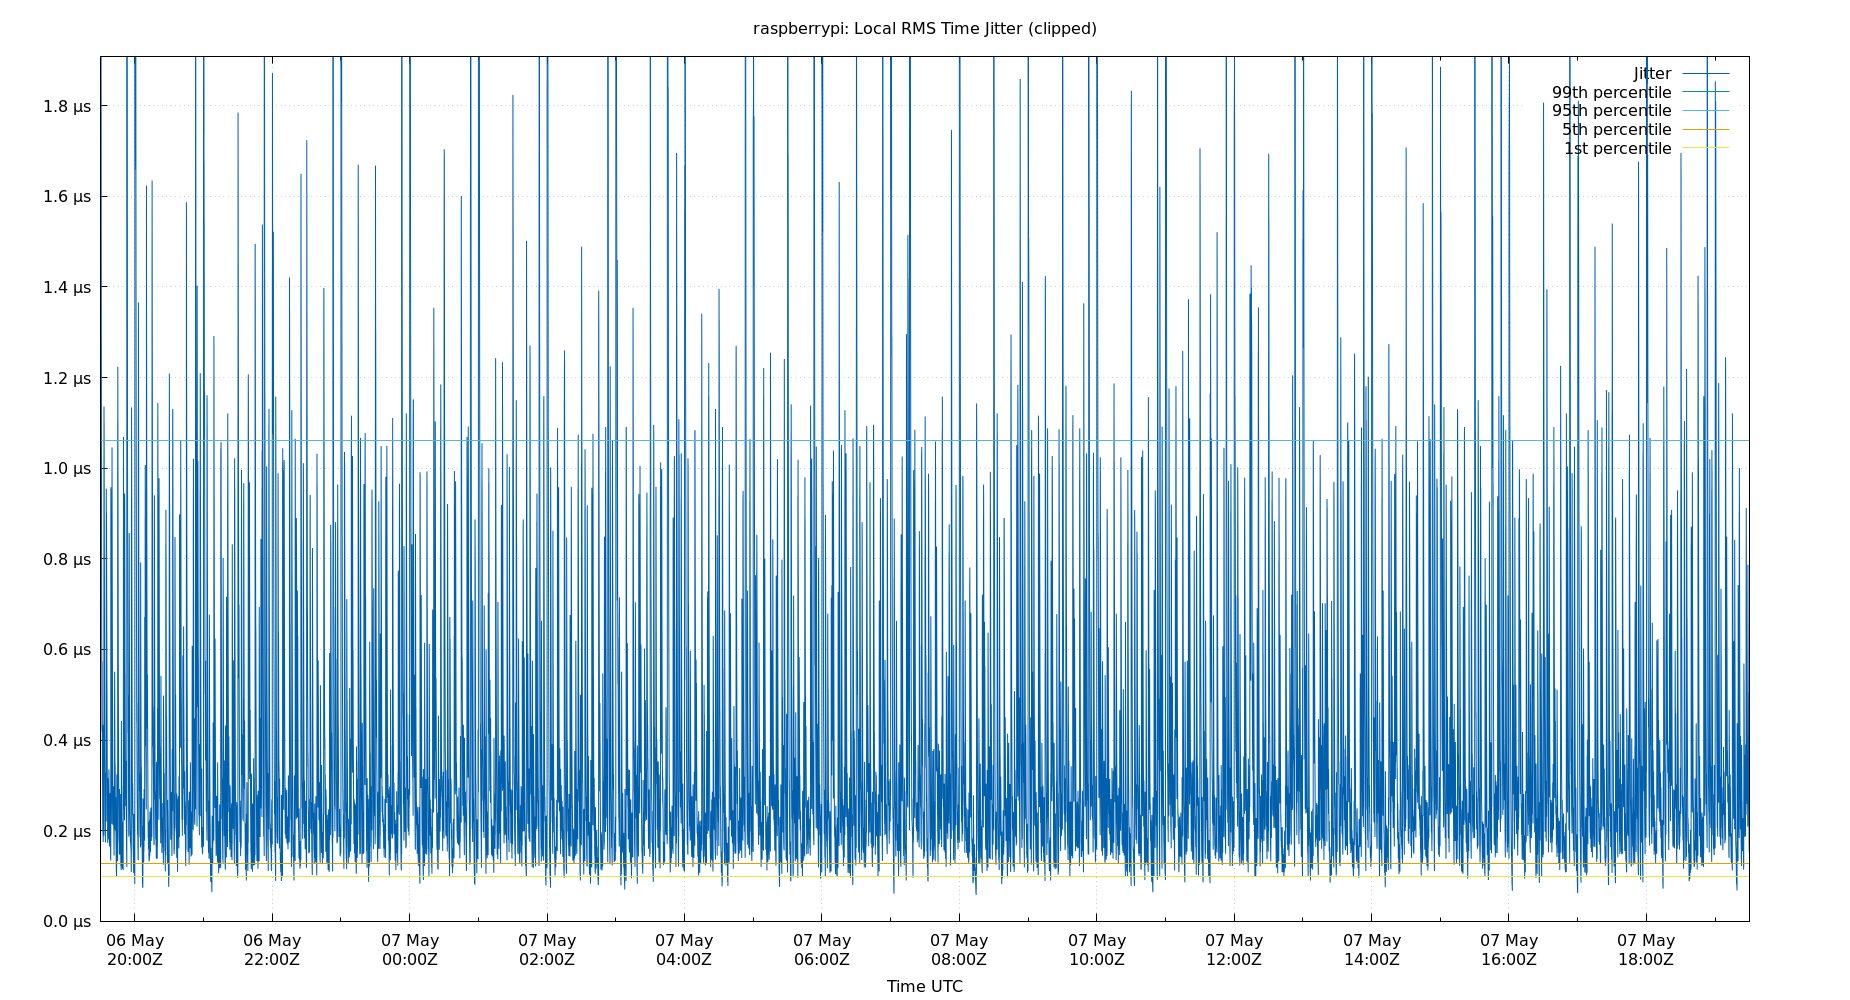 raspberrypi: Local RMS Time Jitter (clipped)
Jitter
99th percentile
95th percentile
5th percentile
1st percentile
1.8 µs
1.6 µs
1.4 µs
1.2 µs
1.0 µs
0.8 µs
0.6 µs
0.4 µs
0.2 µs
0.0 µs
06 May 06 May 07 May 07 May 07 May 07 May 07 May 07 May 07 May 07 May 07 May 07 May
20:00Z 22:00Z 00:00Z 02:00Z 04:00Z 06:00Z 08:00Z 10:00Z 12:00Z 14:00Z 16:00Z 18:00Z
Time UTC